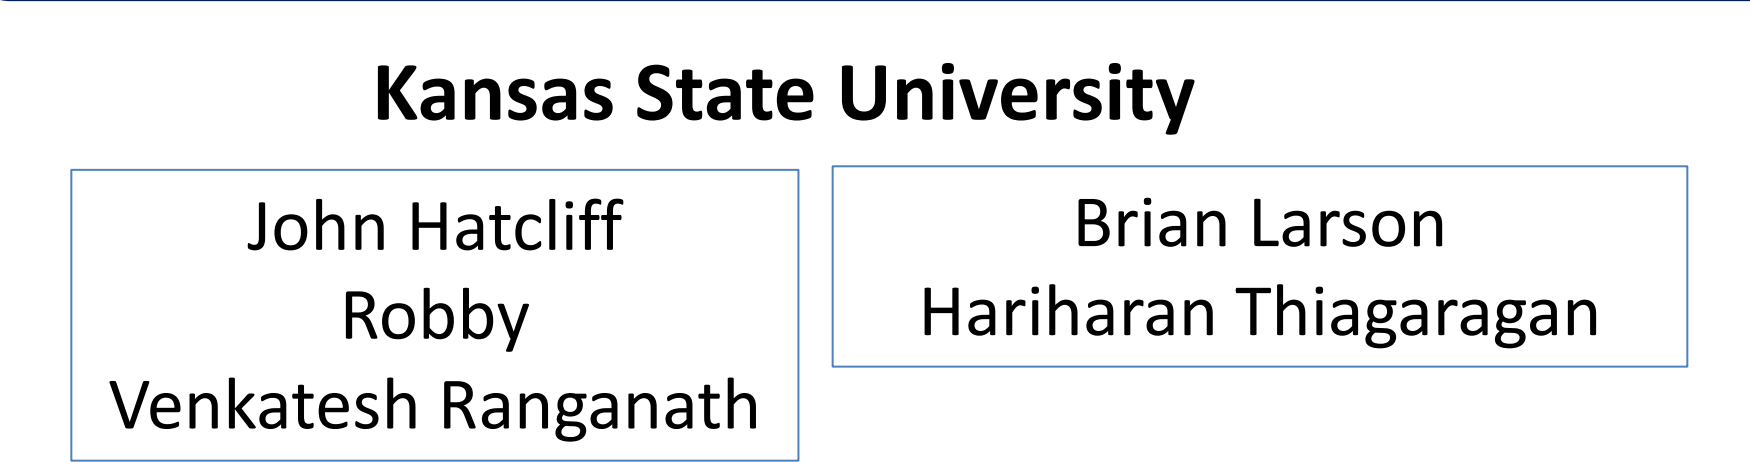 Kansas State University
John Hatcliff
Robby
Venkatesh Ranganath
Brian Larson
Hariharan Thiagaragan